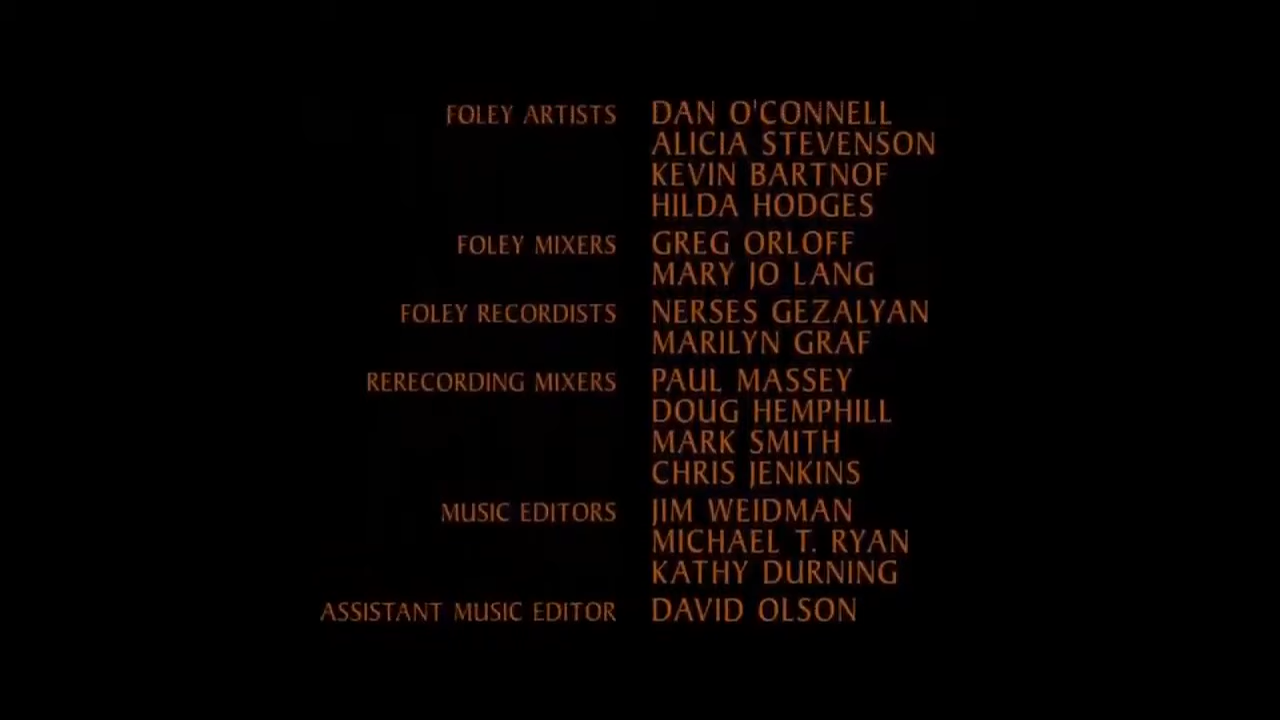 FOLEY ARTISTS DAN O'CONNELL
ALICIA STEVENSON
KEVIN BARTNOF
HILDA HODGES
FOLEY MIXERS GREG ORLOFF
MARY JO LANG
FOLEY RECORDISTS NERSES GEZALYAN
MARILYN GRAF
RERECORDING MIXERS PAUL MASSEY
DOUG HEMPHILL
MARK SMITH
CHRIS JENKINS
MUSIC EDITORS JIM WEIDMAN
MICHAEL T. RYAN
KATHY DURNING
ASSISTANT MUSIC EDITOR DAVID OLSON